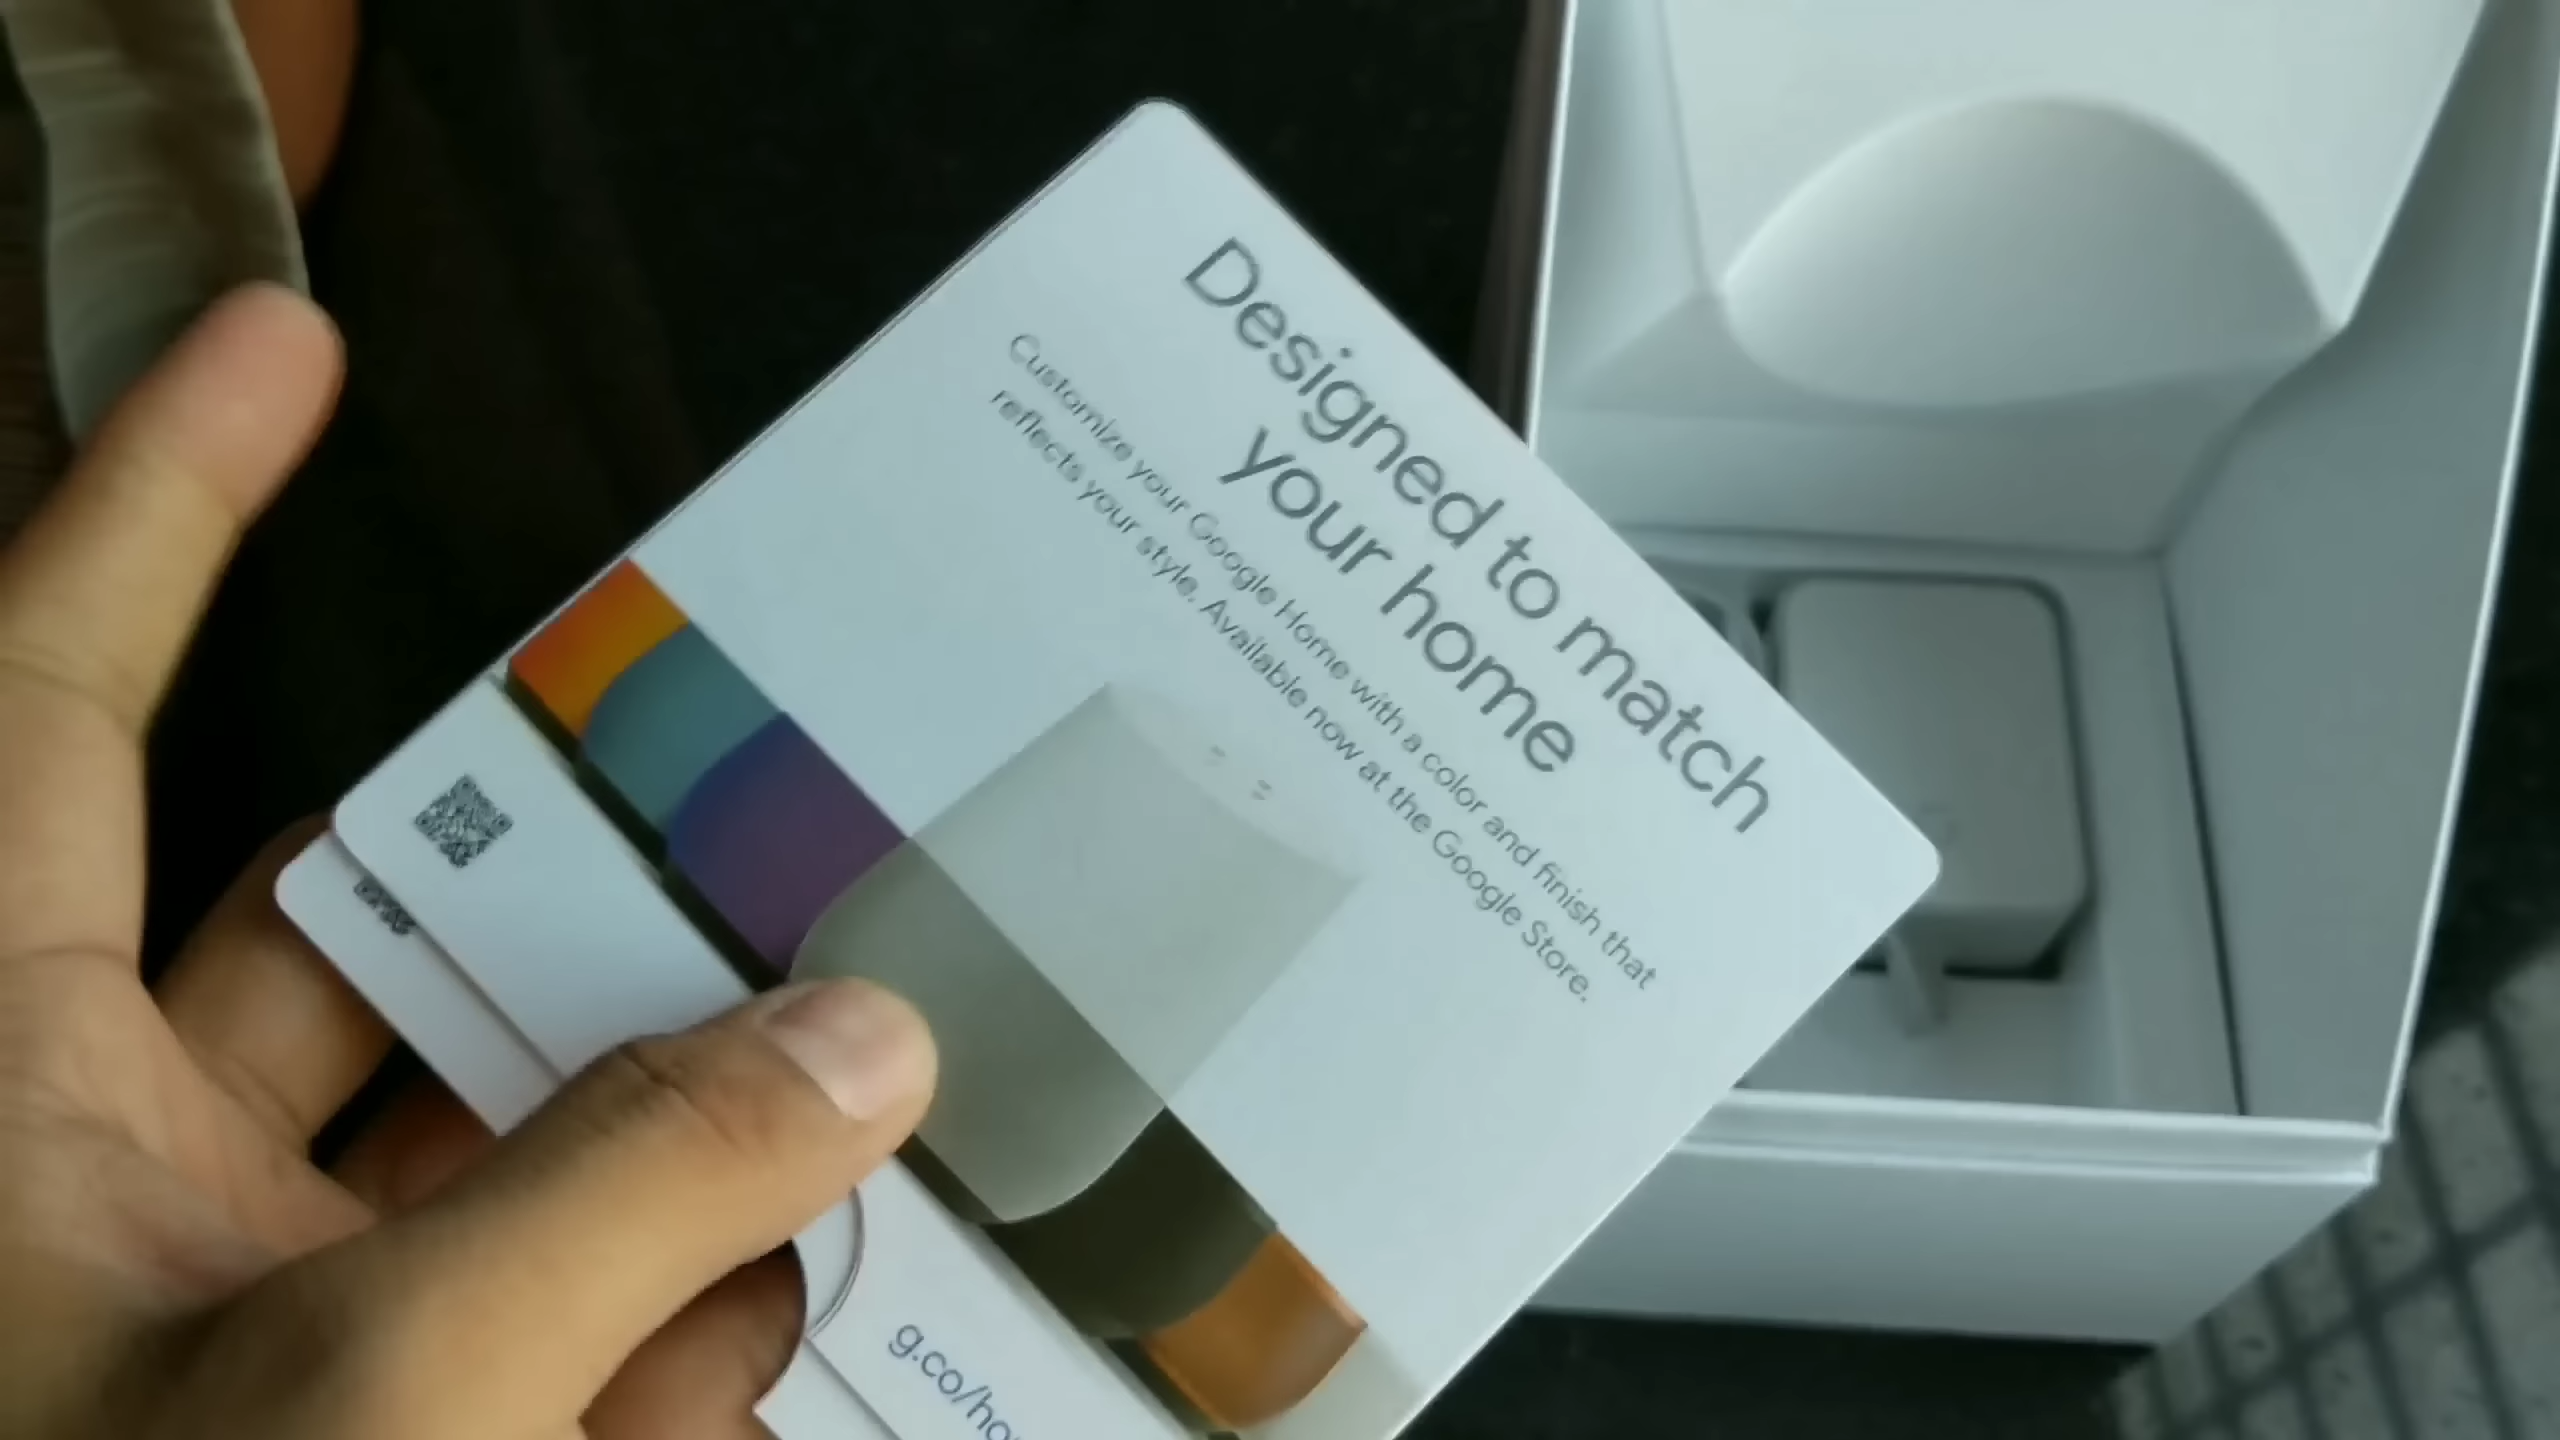 Designed to match
your home
Customize your Google Home with a color and finish that
reflects your style. Available now at the Google Store.
g.co/ho